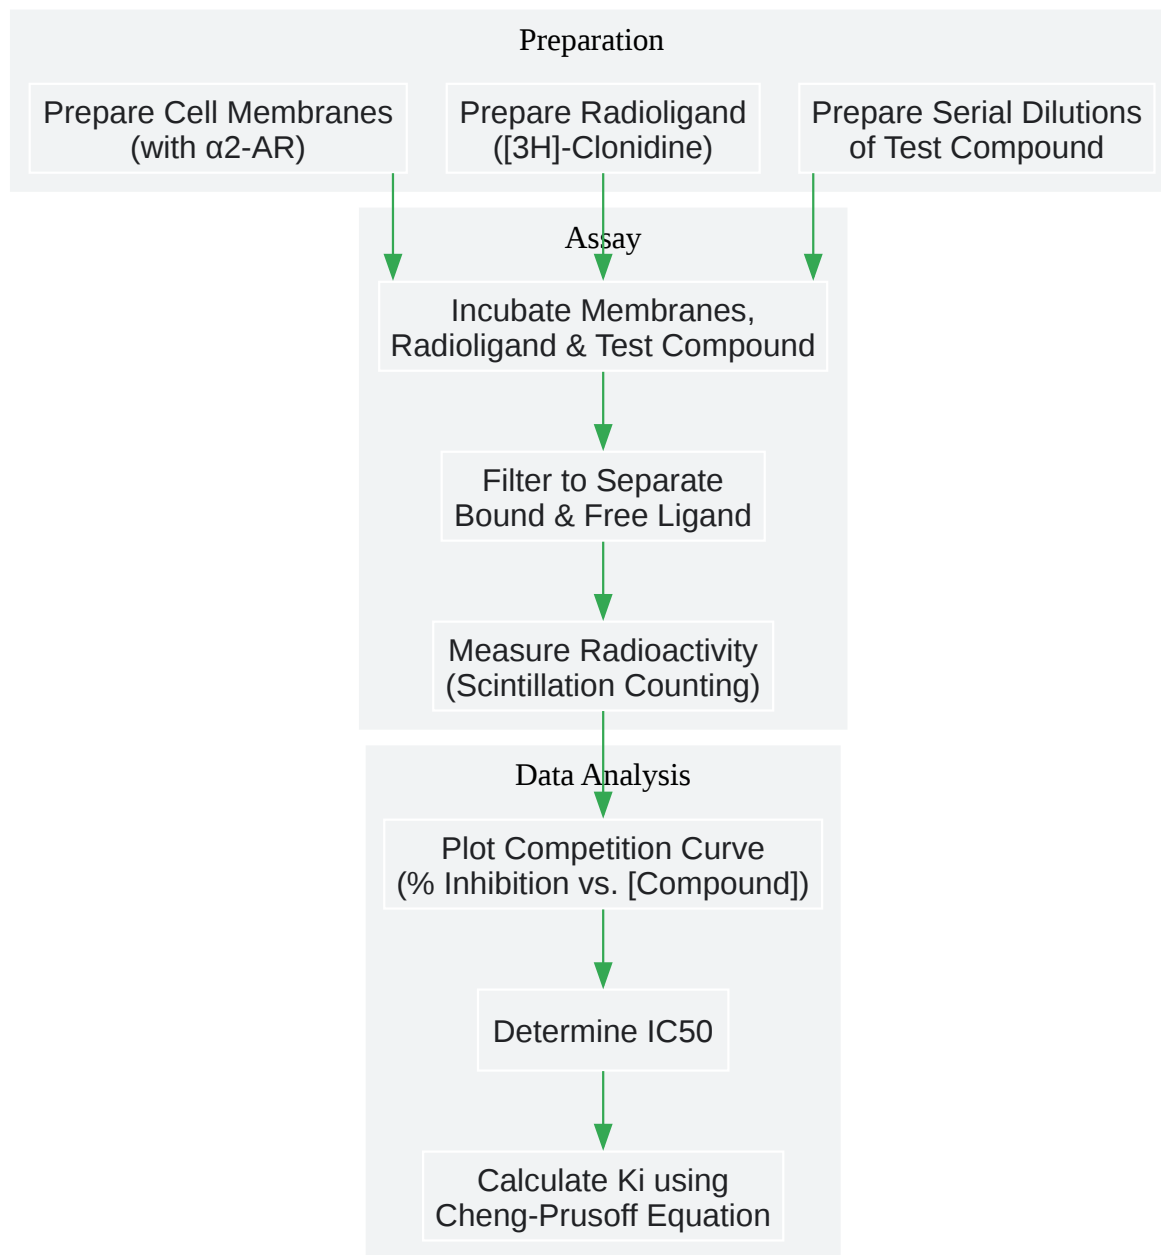 Preparation
Prepare Cell Membranes
(with α2-AR)
Prepare Radioligand
([3H]-Clonidine)
Prepare Serial Dilutions
of Test Compound
Assay
Incubate Membranes,
Radioligand & Test Compound
Filter to Separate
Bound & Free Ligand
Measure Radioactivity
(Scintillation Counting)
Data Analysis
Plot Competition Curve
(% Inhibition vs. [Compound])
Determine IC50
Calculate Ki using
Cheng-Prusoff Equation